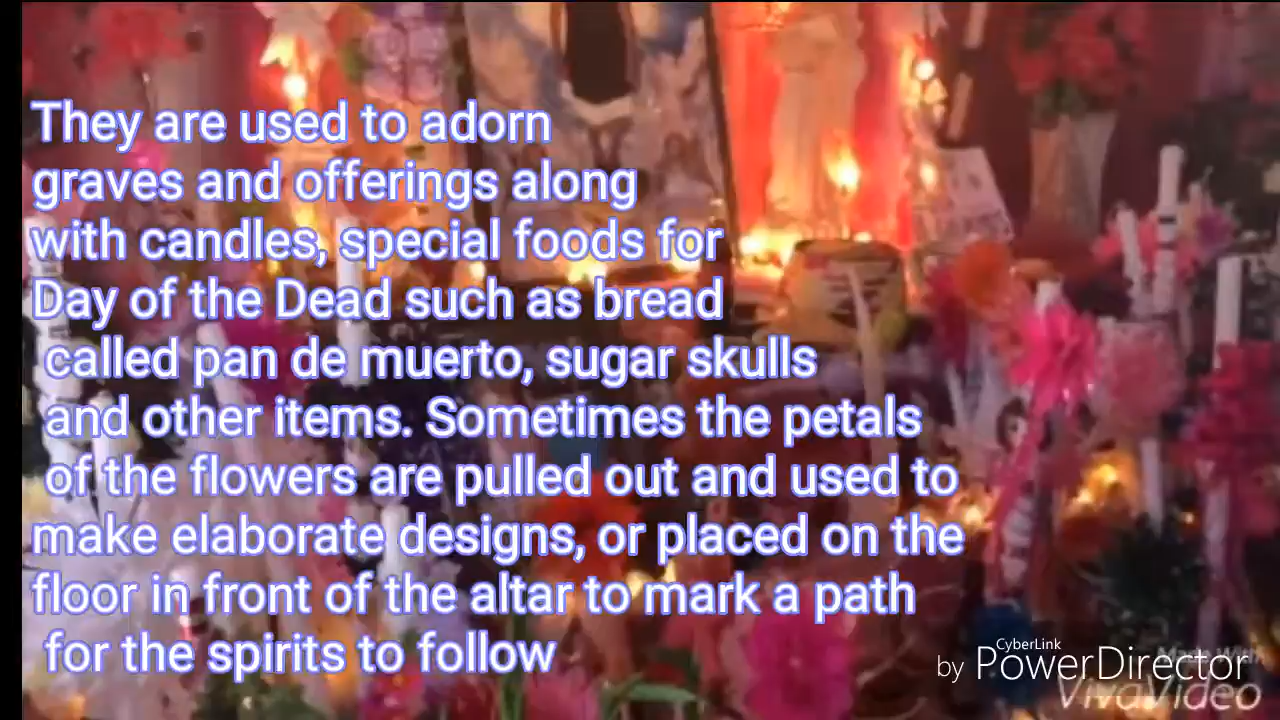 They are used to adorn
graves and offerings along
with candles, special foods for
Day of the Dead such as bread
called pan de muerto, sugar skulls
and other items. Sometimes the petals
of the flowers are pulled out and used to
make elaborate designs, or placed on the
floor in front of the altar to mark a path
for the spirits to follow
CyberLink
by PowerDirector
Made With
VivaVideo